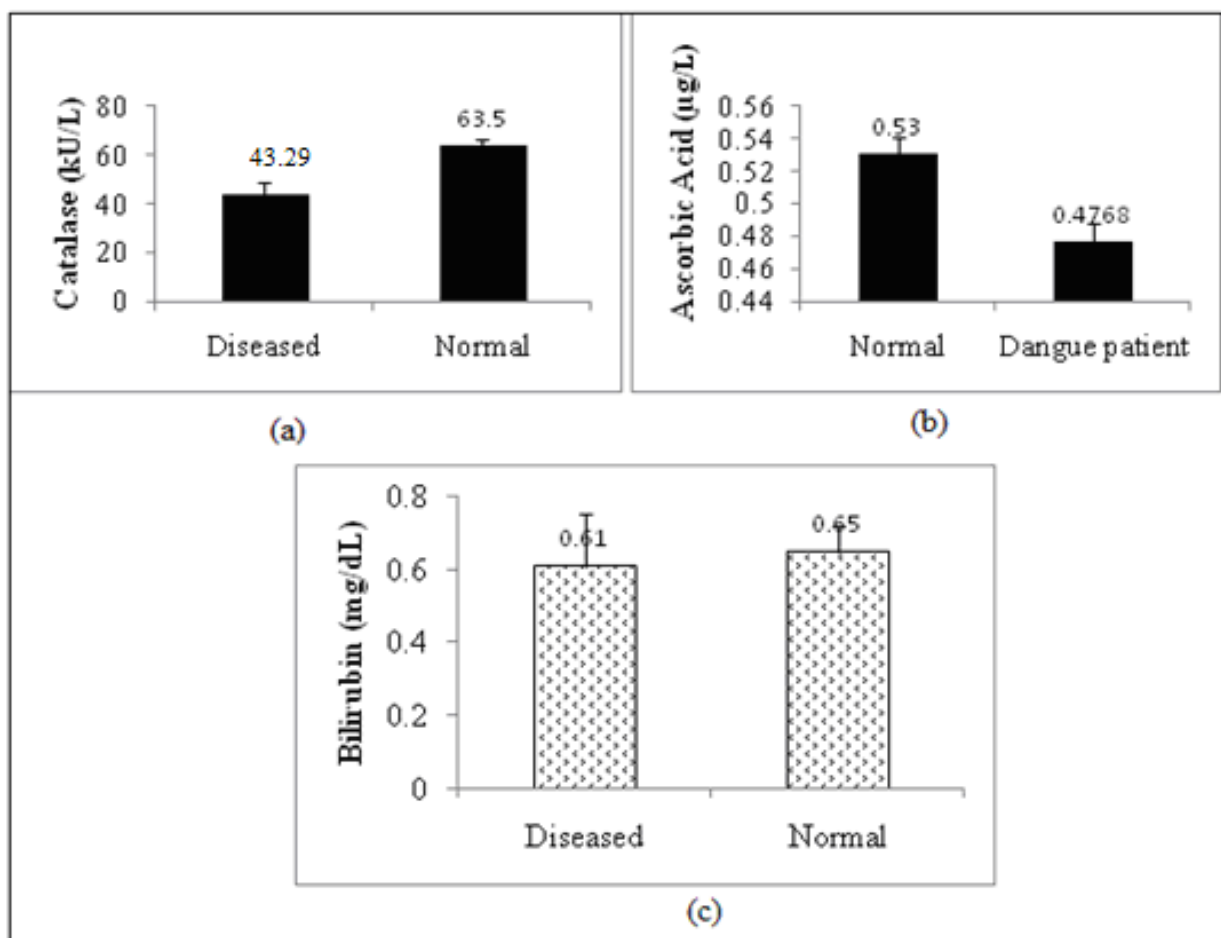 Catalase (kU/L)
80
60
40
20
0
43.29
63.5
Diseased Normal
(a)
Ascorbic Acid (µg/L)
0.56
0.54
0.52
0.5
0.48
0.46
0.44
0.53
0.4768
Normal Dangue patient
(b)
Bilirubin (mg/dL)
0.8
0.6
0.4
0.2
0
0.61
0.65
Diseased Normal
(c)